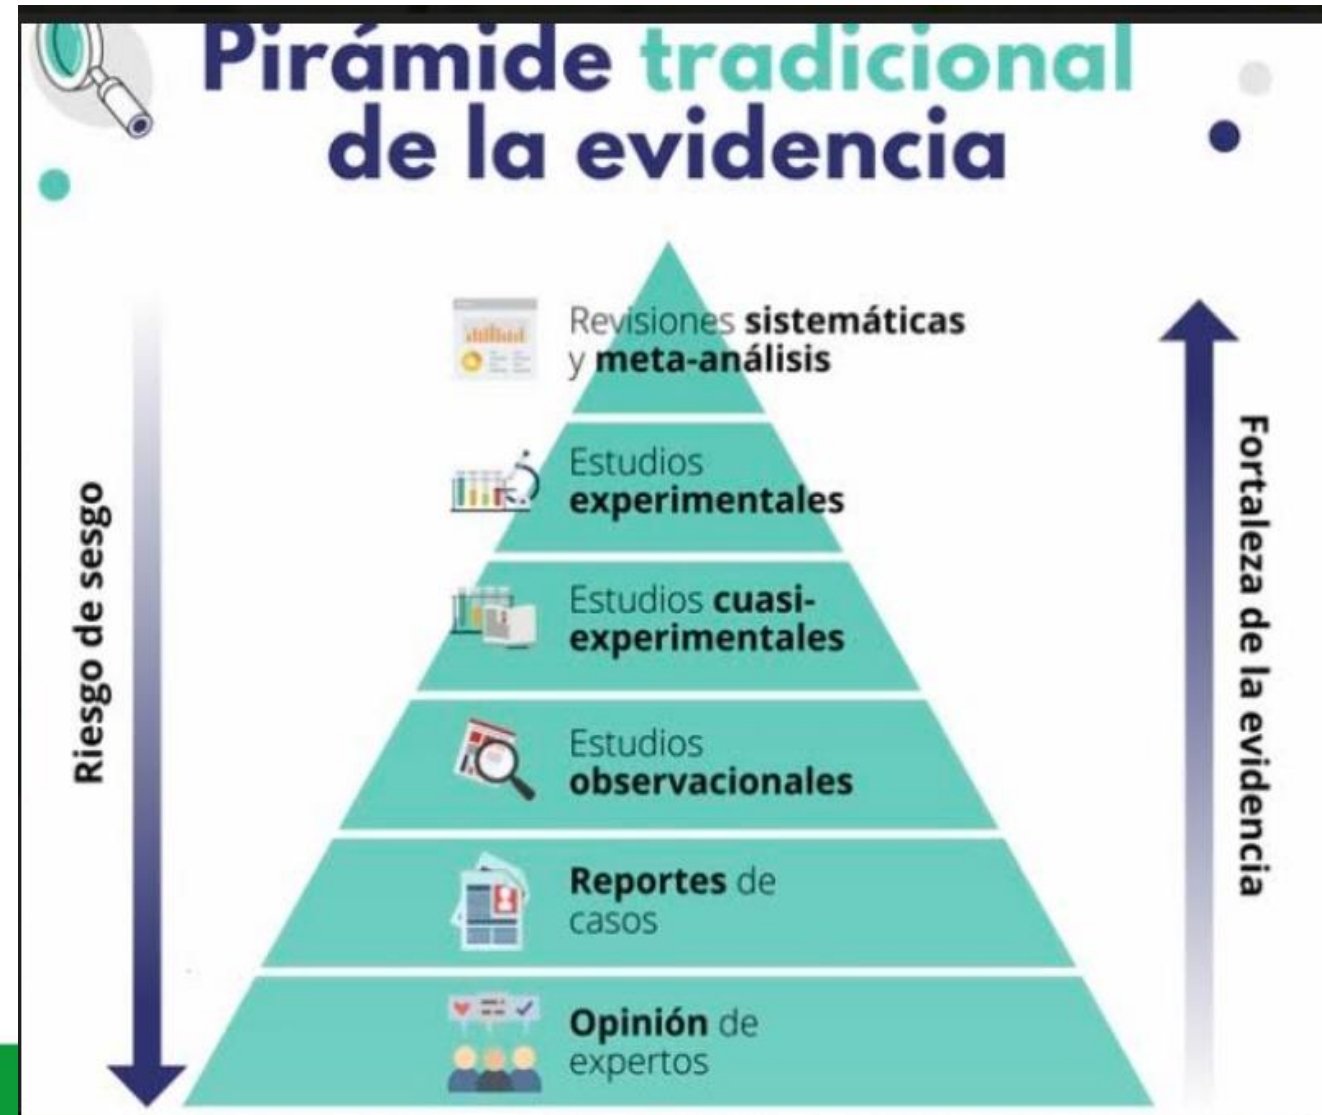 Pirámide tradicional
de la evidencia
Revisiones sistemáticas
y meta-análisis
Estudios
experimentales
Estudios cuasi-
experimentales
Estudios
observacionales
Reportes de
casos
Opinión de
expertos
Riesgo de sesgo
Fortaleza de la evidencia